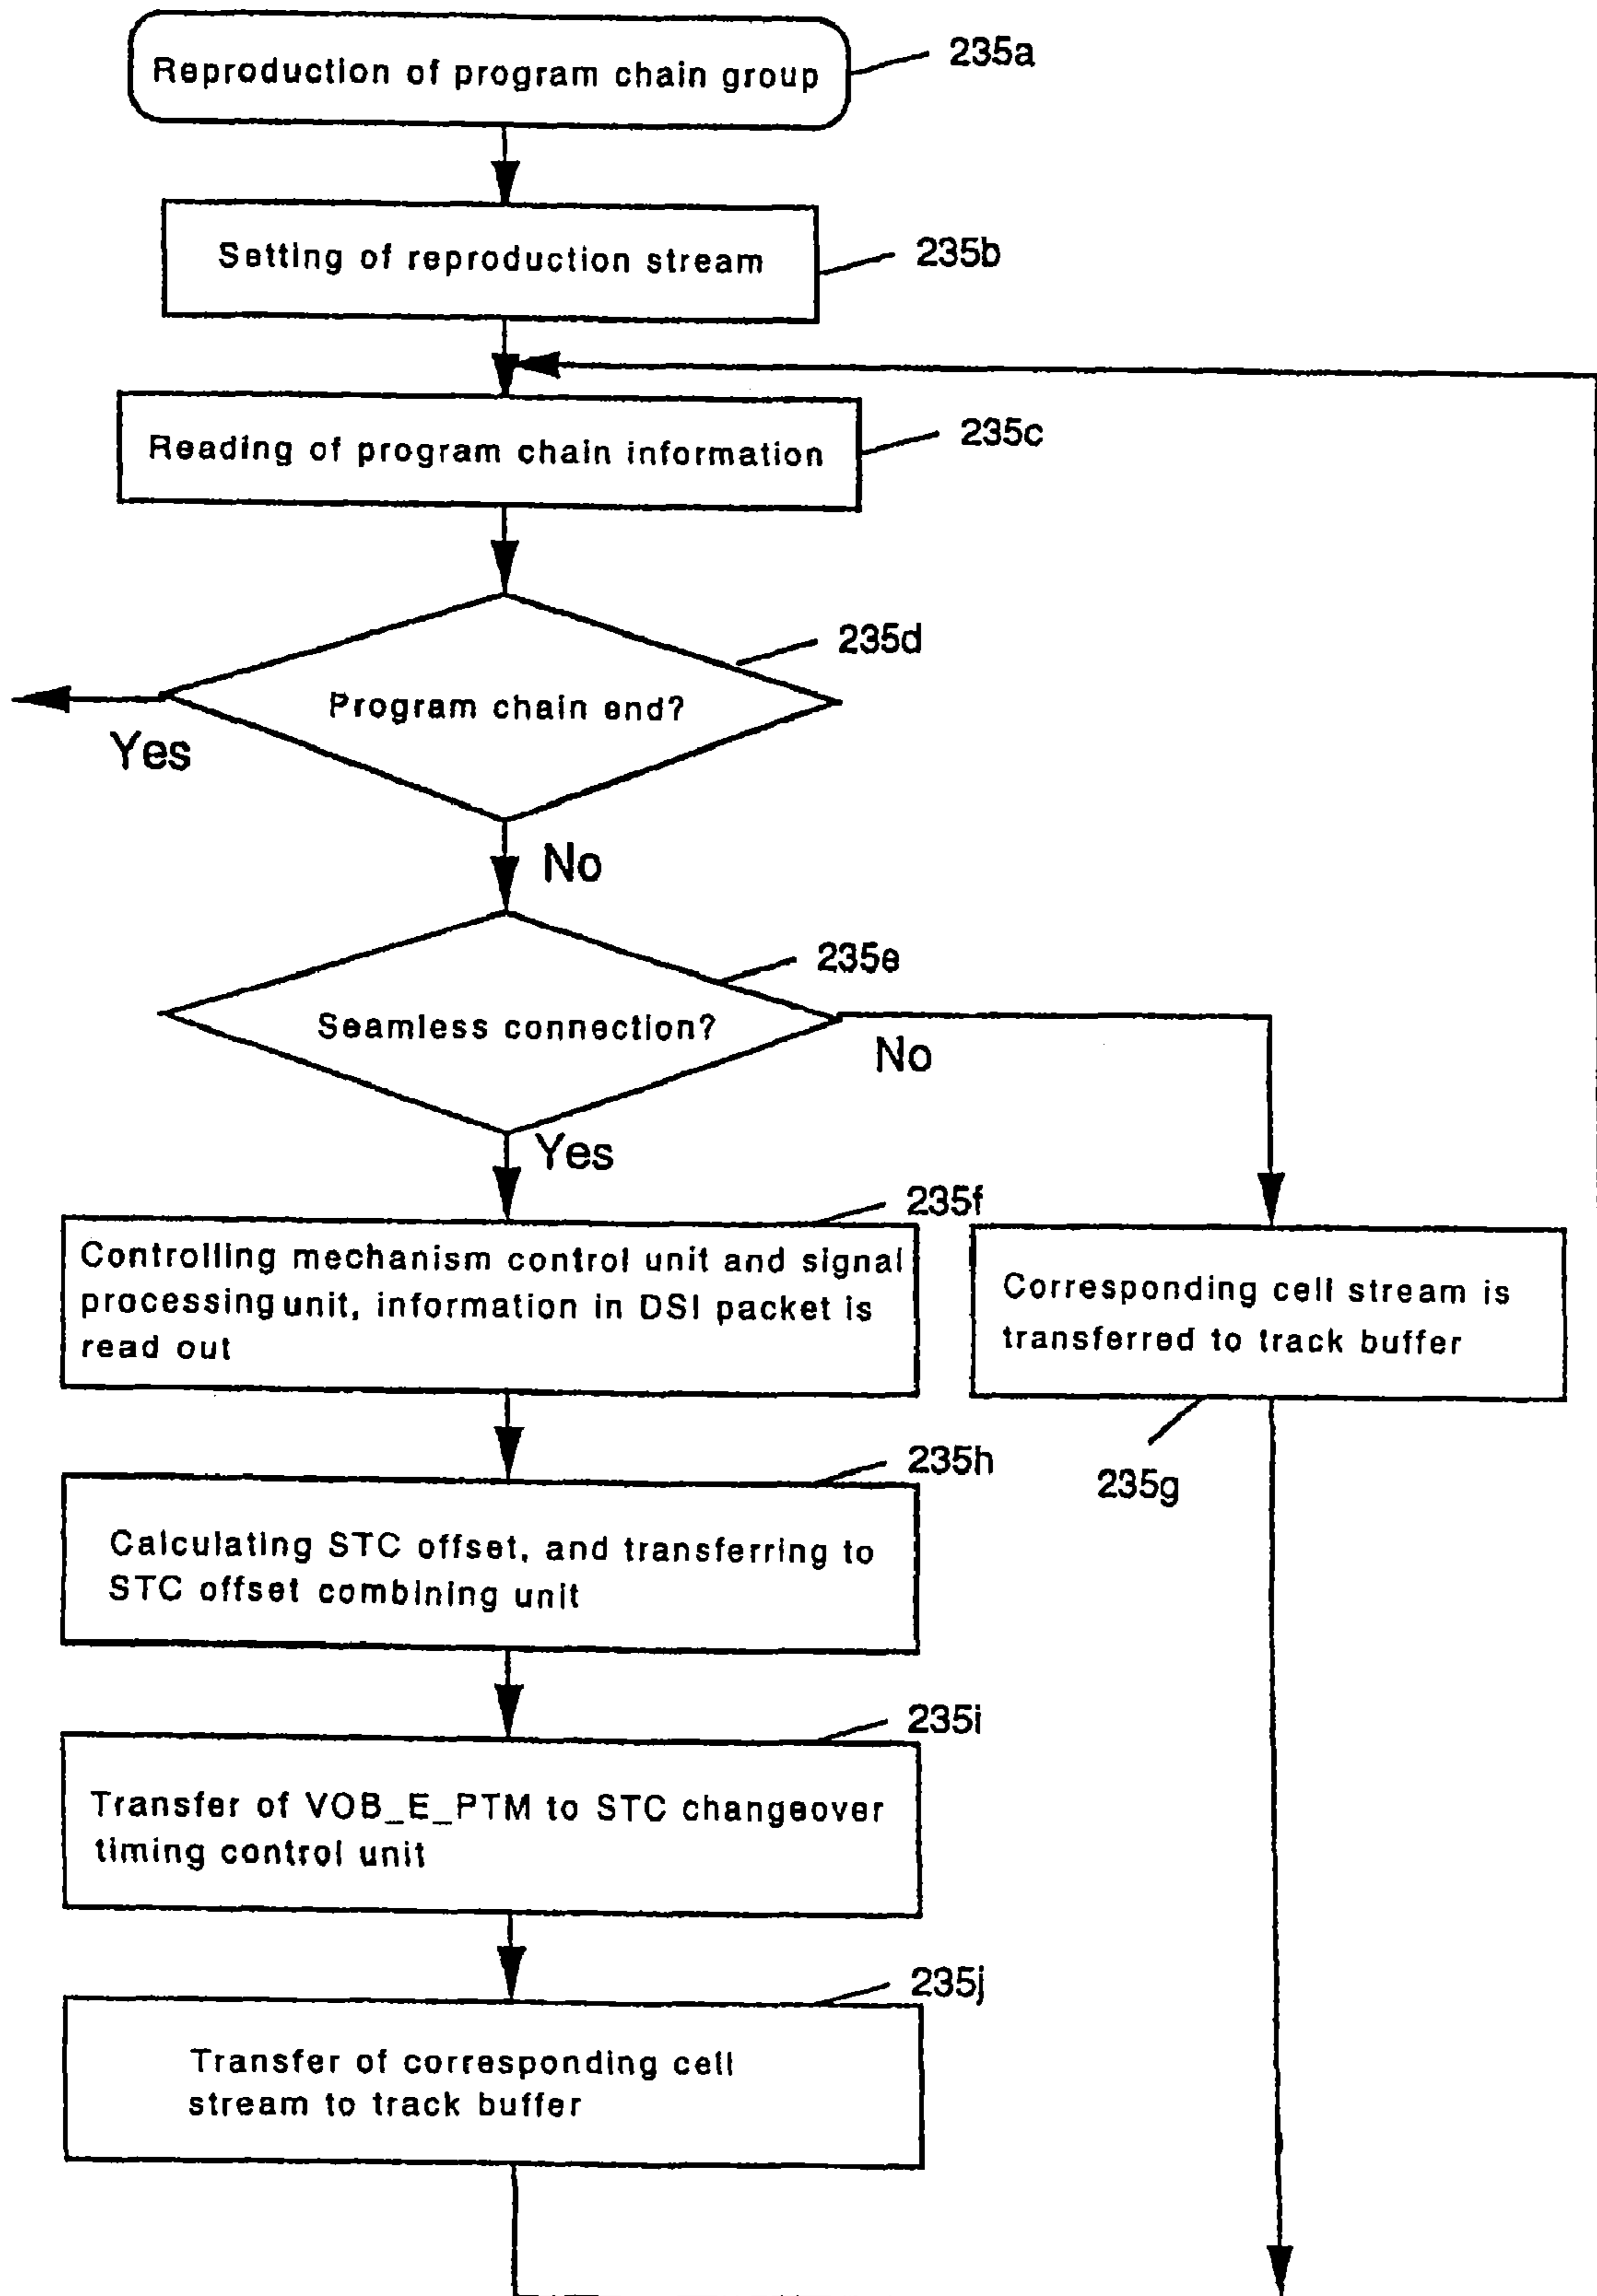 Reproduction of program chain group
235a
Setting of reproduction stream
235b
Reading of program chain information
235c
235d
Program chain end?
Yes
No
235e
Seamless connection?
No
Yes
235f
Controlling mechanism control unit and signal
processing unit, information in DSI packet is
read out
Corresponding cell stream is
transferred to track buffer
235g
235h
Calculating STC offset, and transferring to
STC offset combining unit
235i
Transfer of VOB_E_PTM to STC changeover
timing control unit
235j
Transfer of corresponding cell
stream to track buffer